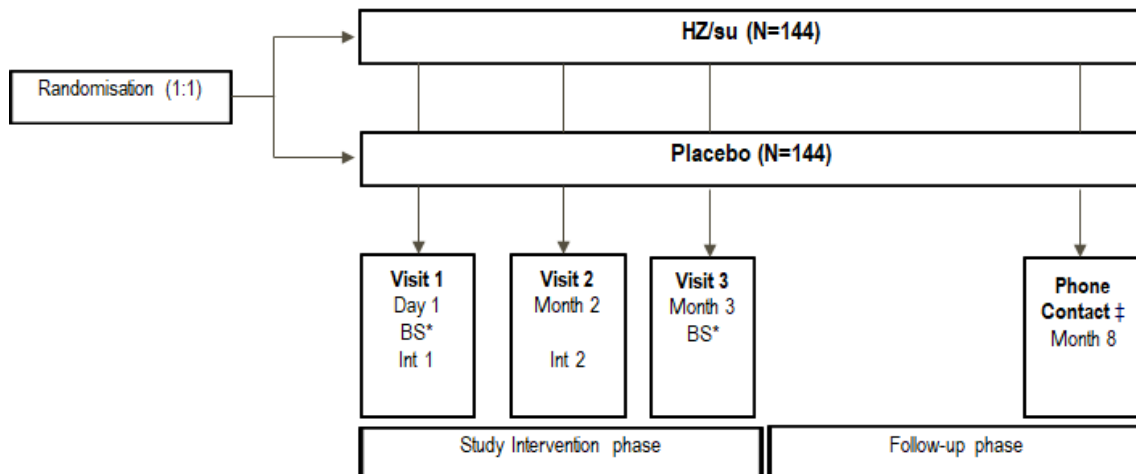 HZ/su (N=144)
Randomisation (1:1)
Placebo (N=144)
Visit 1
Day 1
BS*
Int 1
Visit 2
Month 2
Int 2
Visit 3
Month 3
BS*
Phone
Contact ‡
Month 8
Study Intervention phase
Follow-up phase